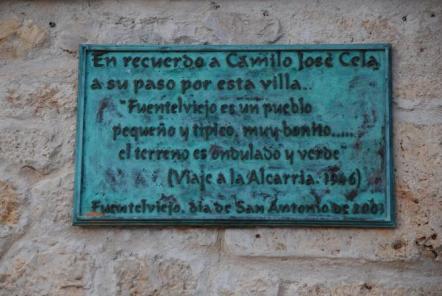 En recuerdo a Camilo José Cela
a su paso por esta villa..
"Fuentelviejo es un pueblo
pequeño y típico, muy bonito.....
el terreno es ondulado y verde"
(Viaje a la Alcarria. 1946)
Fuentelviejo, día de San Antonio de 2003